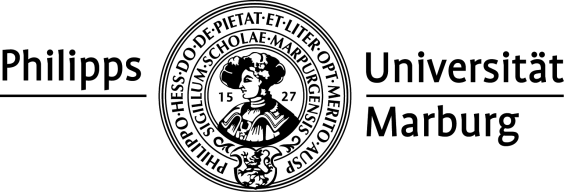 Philipps
Universität
Marburg
PHILIPPO·HESS·DO·DE·PIETAT·ET·LITER·OPT·MERITO·AUSP
SIGILLUM·SCHOLAE·MARPURGENSIS
15 27